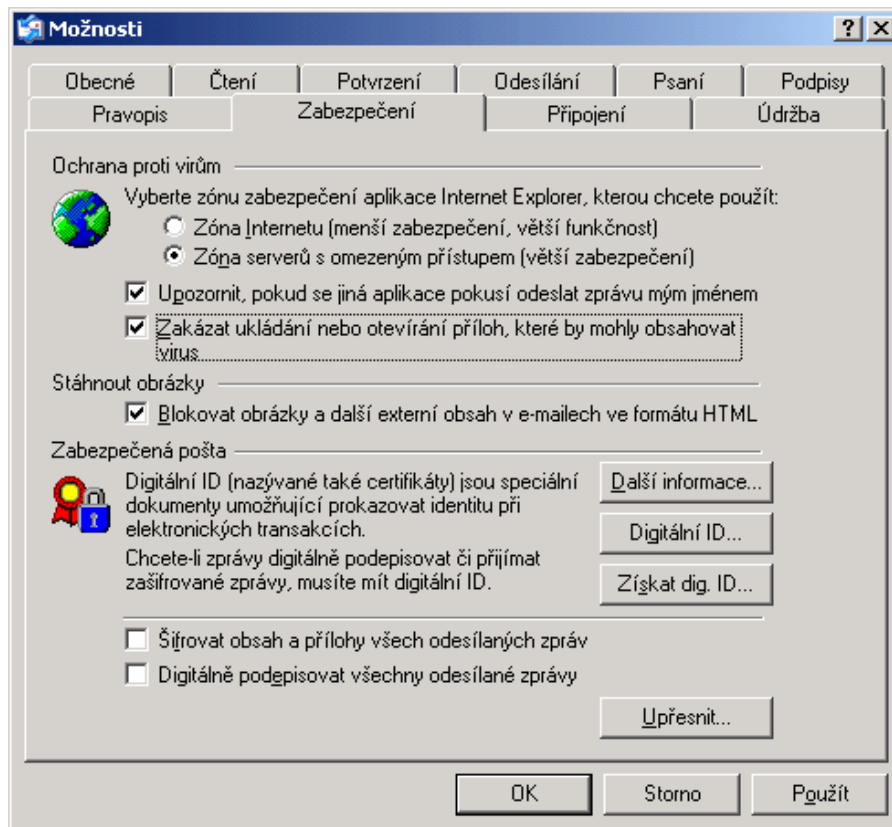 Možnosti
Obecné Čtení Potvrzení Odesílání Psaní Podpisy
Pravopis Zabezpečení Připojení Údržba
Ochrana proti virům
Vyberte zónu zabezpečení aplikace Internet Explorer, kterou chcete použít:
Zóna Internetu (menší zabezpečení, větší funkčnost)
Zóna serverů s omezeným přístupem (větší zabezpečení)
Upozornit, pokud se jiná aplikace pokusí odeslat zprávu mým jménem
Zakázat ukládání nebo otevírání příloh, které by mohly obsahovat
virus
Stáhnout obrázky
Blokovat obrázky a další externí obsah v e-mailech ve formátu HTML
Zabezpečená pošta
Digitální ID (nazývané také certifikáty) jsou speciální
dokumenty umožňující prokazovat identitu při
elektronických transakcích.
Další informace...
Digitální ID...
Chcete-li zprávy digitálně podepisovat či přijímat
zašifrované zprávy, musíte mít digitální ID.
Získat dig. ID...
Šifrovat obsah a přílohy všech odesílaných zpráv
Digitálně podepisovat všechny odesílané zprávy
Upřesnit...
OK Storno Použít